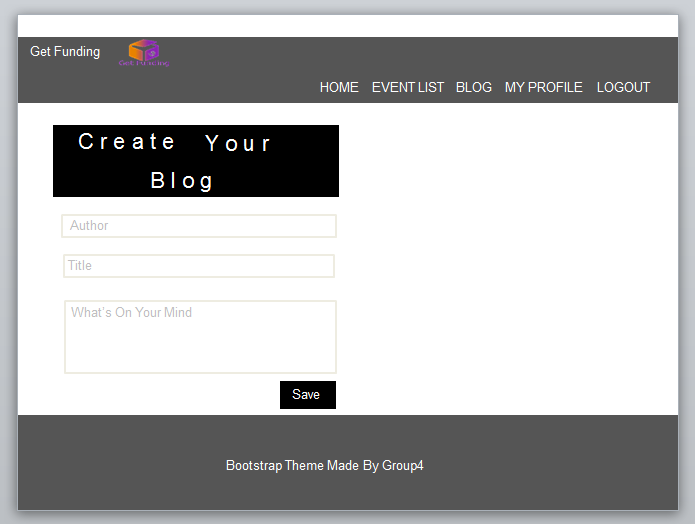 Get Funding
Get Funding
HOME EVENT LIST BLOG MY PROFILE LOGOUT
Create Your
Blog
Author
Title
What's On Your Mind
Save
Bootstrap Theme Made By Group4